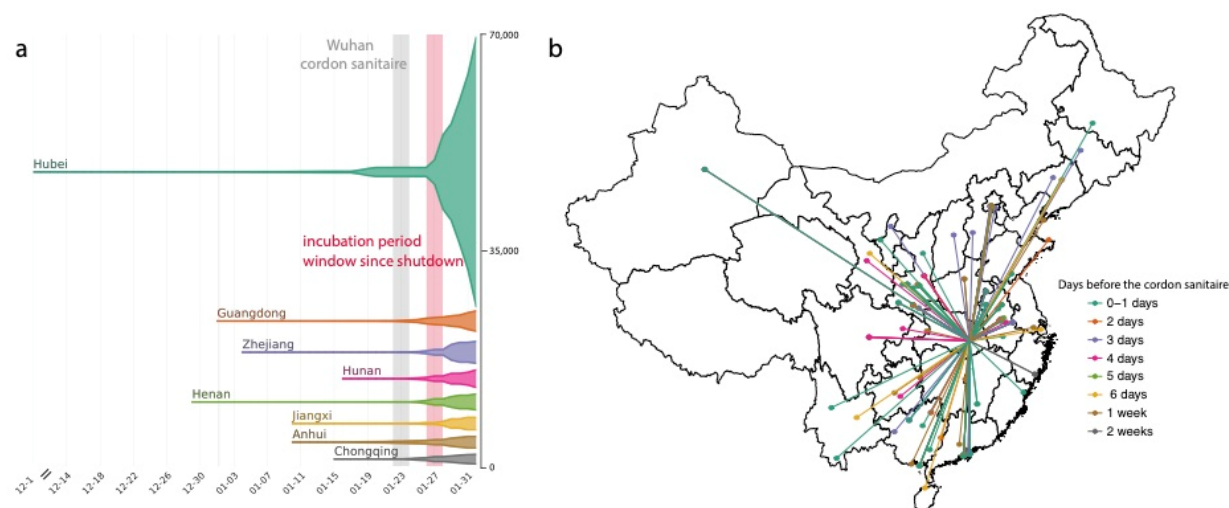 a
Wuhan
cordon sanitaire
70,000
Hubei
incubation period
window since shutdown
35,000
Guangdong
Zhejiang
Hunan
Henan
Jiangxi
Anhui
Chongqing
0
12-1 = 12-14 12-18 12-22 12-26 12-30 01-03 01-07 01-11 01-15 01-19 01-23 01-27 01-31
b
Days before the cordon sanitaire
0–1 days
2 days
3 days
4 days
5 days
6 days
1 week
2 weeks